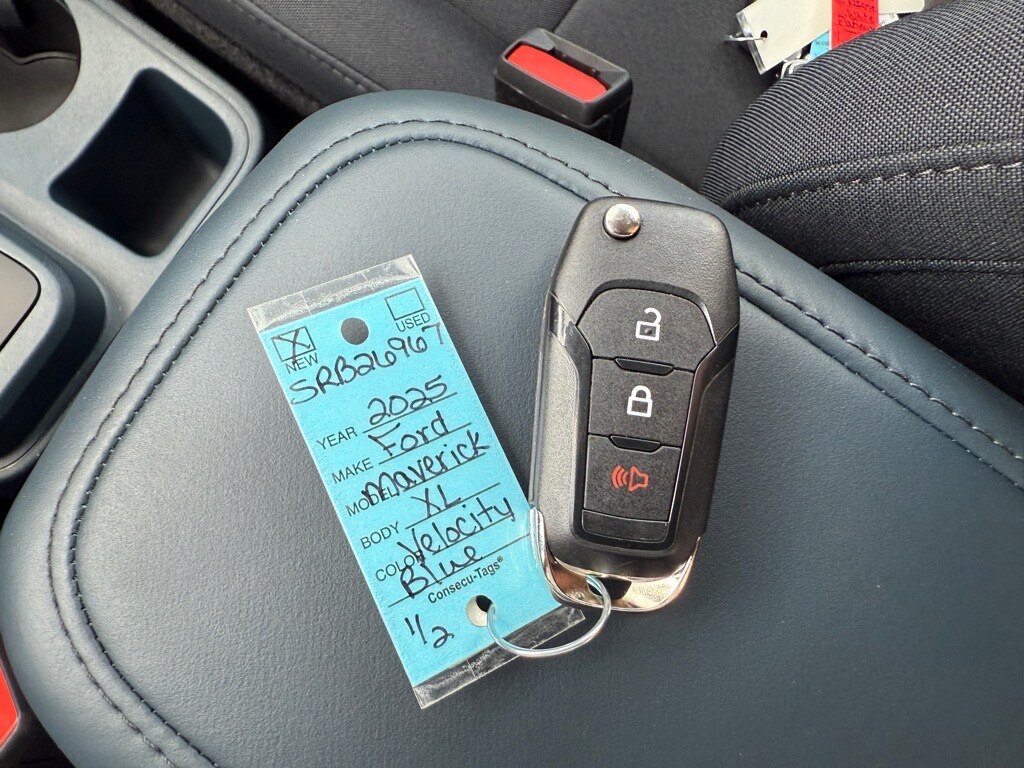 NEW
USED
SRB26967
YEAR 2025
MAKE Ford
MODEL Maverick
BODY XL
COLOR Velocity
Blue
Consecu-Tags®
1/2